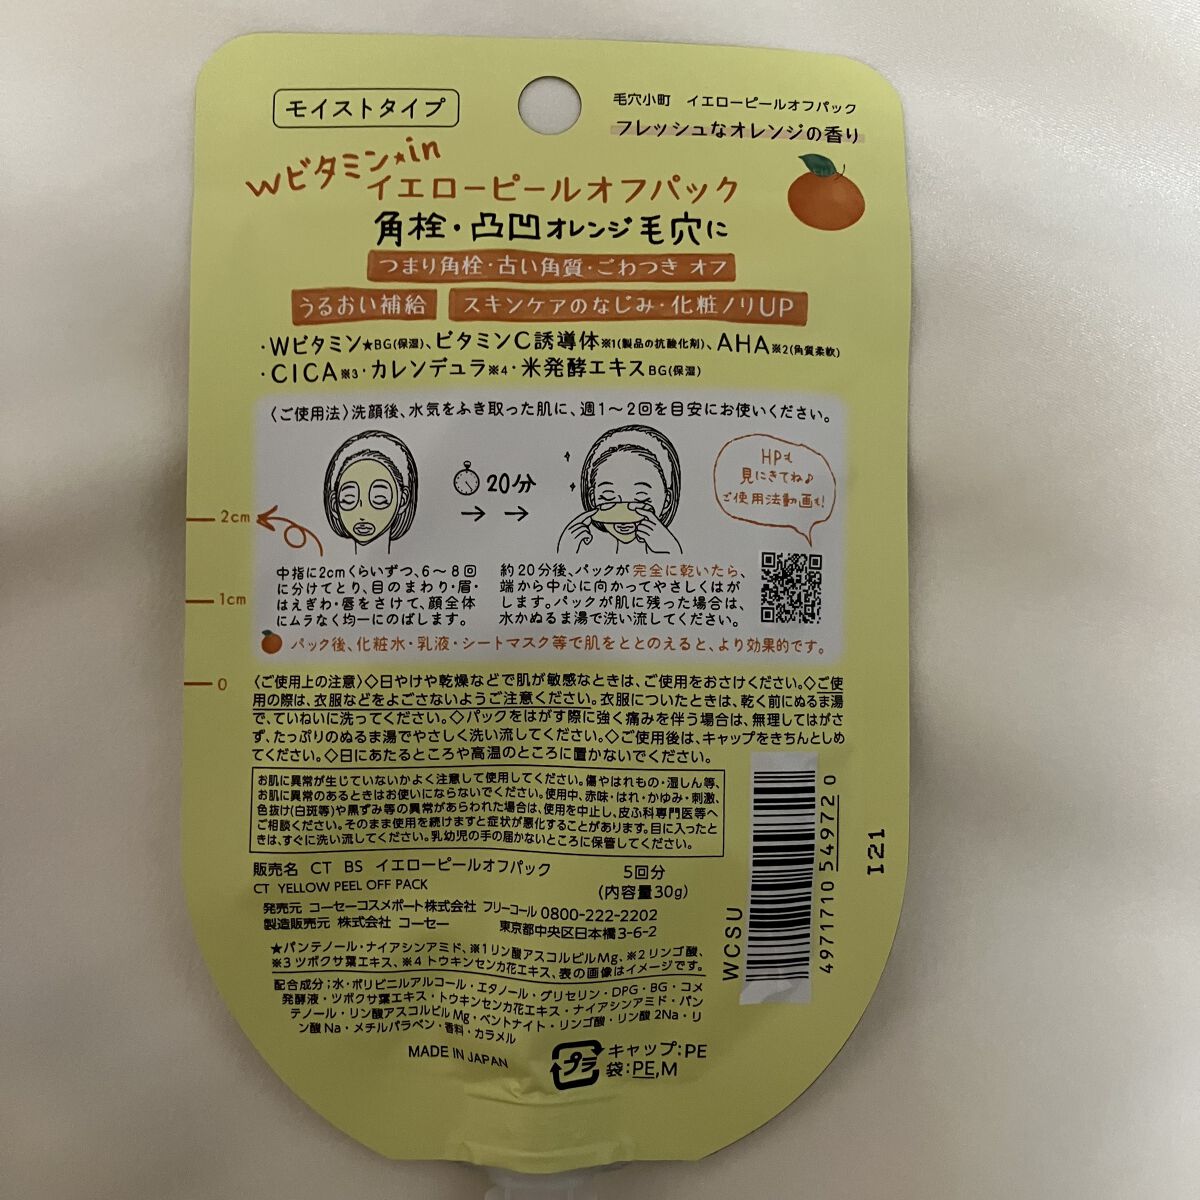 モイストタイプ
毛穴小町 イエローピールオフパック
フレッシュなオレンジの香り
Wビタミン★in
イエローピールオフパック
角栓・凸凹オレンジ毛穴に
つまり角栓・古い角質・ごわつき オフ
うるおい補給
スキンケアのなじみ・化粧ノリUP
・Wビタミン★BG(保湿)、ビタミンC誘導体※1(製品の抗酸化剤)、AHA※2(角質柔軟)
・CICA※3・カレンデュラ※4・米発酵エキスBG(保湿)
〈ご使用法〉洗顔後、水気をふき取った肌に、週1〜2回を目安にお使いください。
20分
HPも
見にきてね♪
ご使用法動画も!
2cm
1cm
0
中指に2cmくらいずつ、6〜8回
に分けてとり、目のまわり・眉・
はえぎわ・唇をさけて、顔全体
にムラなく均一にのばします。
約20分後、パックが完全に乾いたら、
端から中心に向かってやさしくはが
します。パックが肌に残った場合は、
水かぬるま湯で洗い流してください。
パック後、化粧水・乳液・シートマスク等で肌をととのえると、より効果的です。
〈ご使用上の注意〉◇日やけや乾燥などで肌が敏感なときは、ご使用をおさけください。◇ご使
用の際は、衣服などをよごさないようご注意ください。衣服についたときは、乾く前にぬるま湯
で、ていねいに洗ってください。◇パックをはがす際に強く痛みを伴う場合は、無理してはがさ
ず、たっぷりのぬるま湯でやさしく洗い流してください。◇ご使用後は、キャップをきちんとしめ
てください。◇日にあたるところや高温のところに置かないでください。
お肌に異常が生じていないかよく注意して使用してください。傷やはれもの・湿しん等、
お肌に異常のあるときはお使いにならないでください。使用中、赤味・はれ・かゆみ・刺激、
色抜け(白斑等)や黒ずみ等の異常があらわれた場合は、使用を中止し、皮ふ科専門医等へ
ご相談ください。そのまま使用を続けますと症状が悪化することがあります。目に入ったと
きは、すぐに洗い流してください。乳幼児の手の届かないところに保管してください。
販売名 CT BS イエローピールオフパック
CT YELLOW PEEL OFF PACK
5回分
(内容量30g)
発売元 コーセーコスメポート株式会社 フリーコール 0800-222-2202
製造販売元 株式会社 コーセー 東京都中央区日本橋3-6-2
★パンテノール・ナイアシンアミド、※1リン酸アスコルビルMg、※2リンゴ酸、
※3ツボクサ葉エキス、※4トウキンセンカ花エキス、表の画像はイメージです。
配合成分;水・ポリビニルアルコール・エタノール・グリセリン・DPG・BG・コメ
発酵液・ツボクサ葉エキス・トウキンセンカ花エキス・ナイアシンアミド・パン
テノール・リン酸アスコルビルMg・ベントナイト・リンゴ酸・リン酸2Na・リ
ン酸Na・メチルパラベン・香料・カラメル
MADE IN JAPAN
プラ
キャップ:PE
袋:PE,M
WCSU
4971710 549720
I21